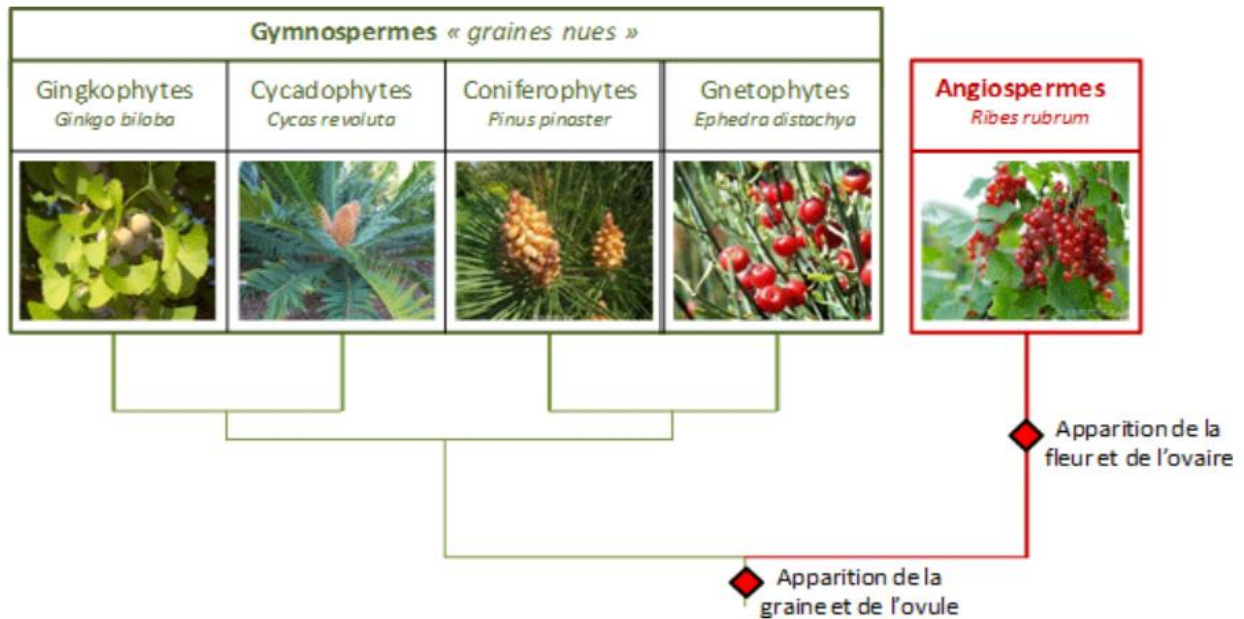 Gymnospermes « graines nues »
Gingkophytes
Ginkgo biloba
Cycadophytes
Cycas revoluta
Coniferophytes
Pinus pinaster
Gnetophytes
Ephedra distachya
Angiospermes
Ribes rubrum
Apparition de la
fleur et de l’ovaire
Apparition de la
graine et de l’ovule